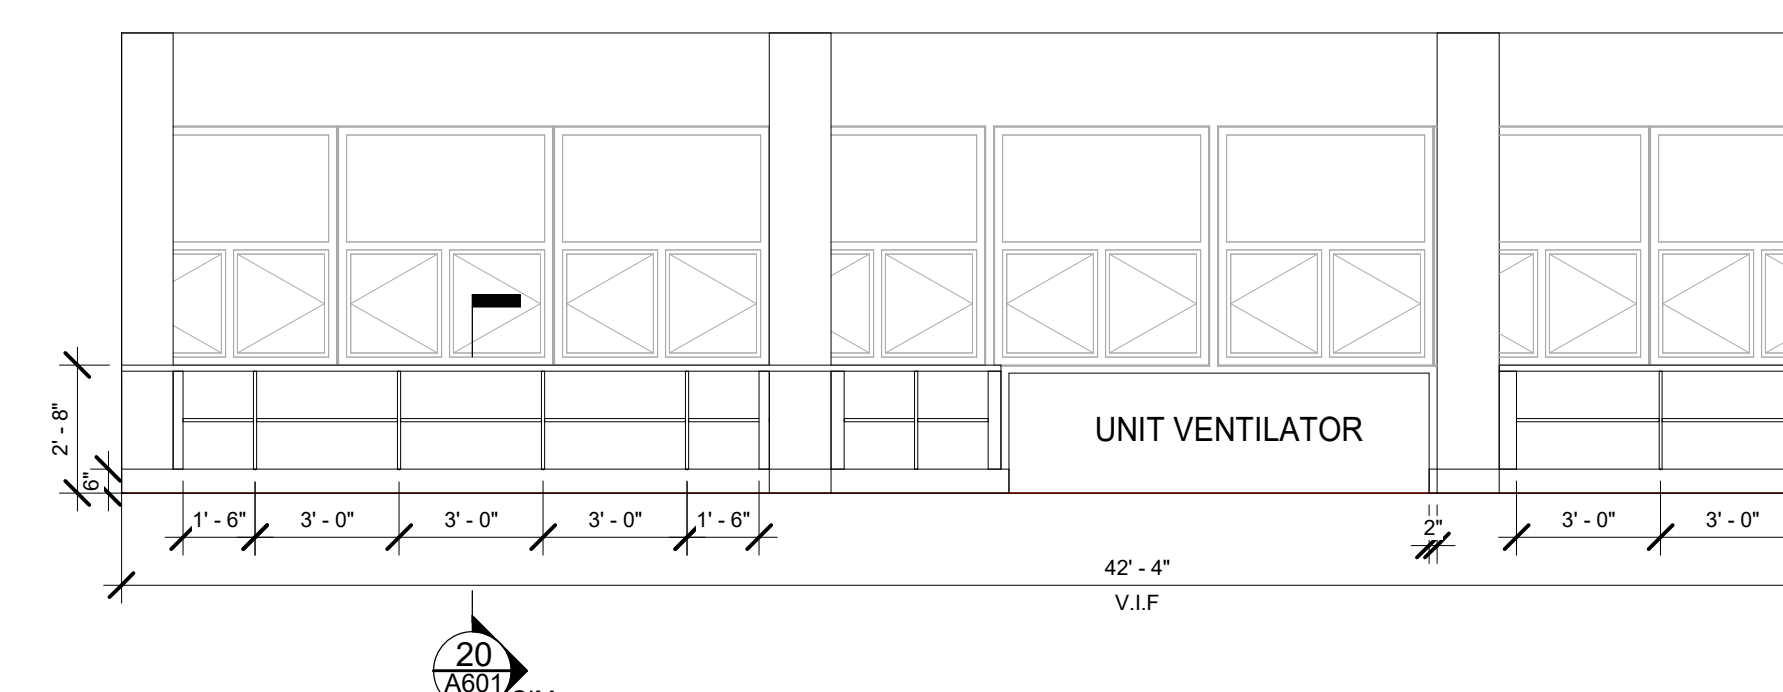 UNIT VENTILATOR
2' - 8"
6"
1' - 6" 3' - 0" 3' - 0" 3' - 0" 1' - 6" 2" 3' - 0" 3' - 0"
42' - 4"
V.I.F
20
A601